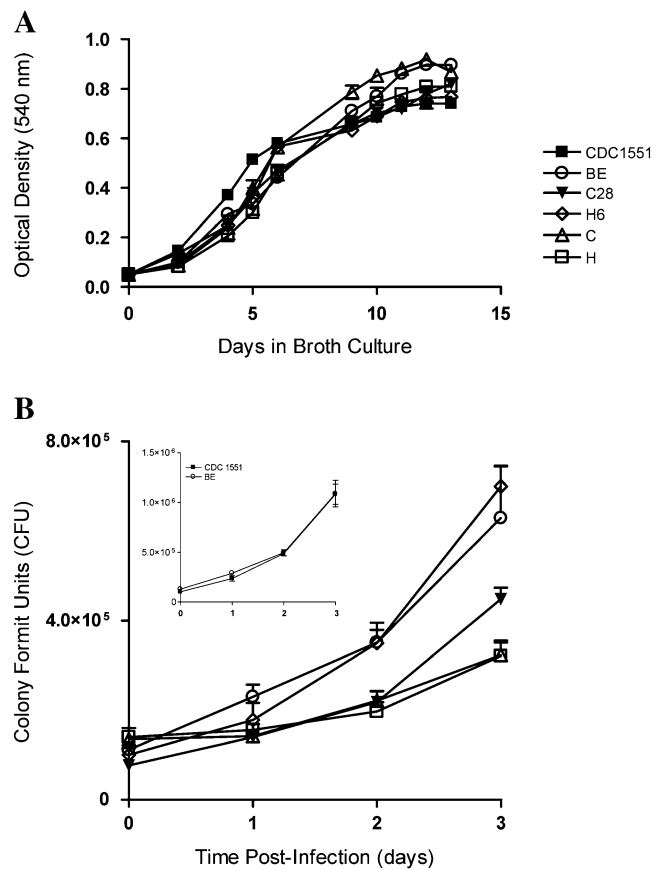 A
1.0
0.8
0.6
0.4
0.2
0.0
Optical Density (540 nm)
0 5 10 15
Days in Broth Culture
CDC1551
BE
C28
H6
C
H
B
8.0×10⁵
4.0×10⁵
0
Colony Formit Units (CFU)
1.5×10⁶
1.0×10⁶
5.0×10⁵
0
CDC 1551
BE
0 1 2 3
0 1 2 3
Time Post-Infection (days)